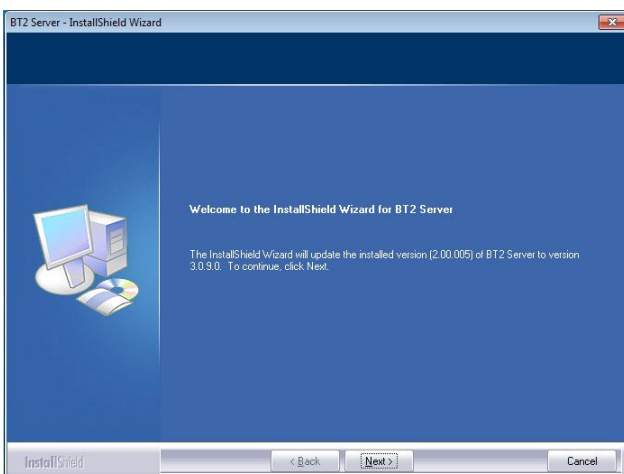 BT2 Server - InstallShield Wizard
Welcome to the InstallShield Wizard for BT2 Server
The InstallShield Wizard will update the installed version (2.00.005) of BT2 Server to version
3.0.9.0. To continue, click Next.
InstallShield
< Back
Next >
Cancel